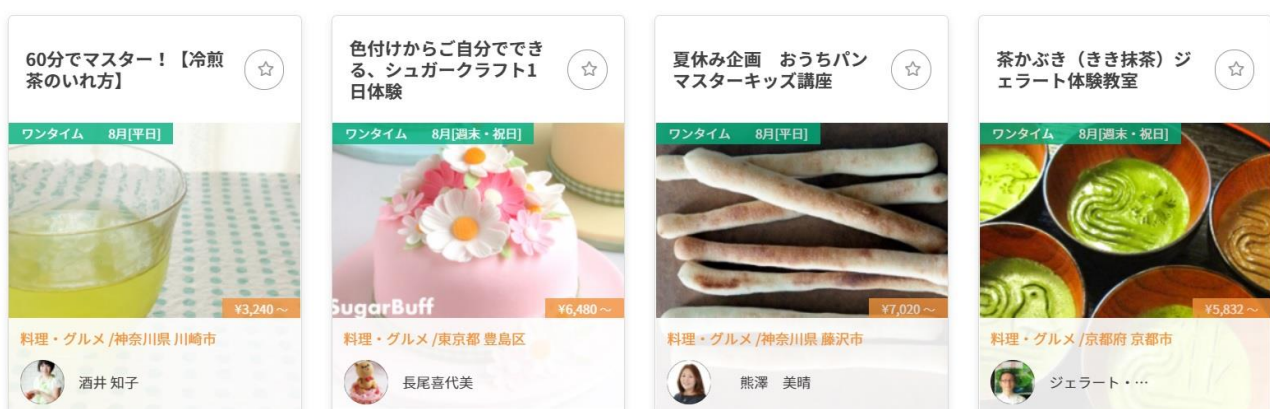 60分でマスター！【冷煎
茶のいれ方】
ワンタイム 8月[平日]
¥3,240～
料理・グルメ /神奈川県 川崎市
酒井 知子
色付けからご自分ででき
る、シュガークラフト1
日体験
ワンタイム 8月[週末・祝日]
SugarBuff
¥6,480～
料理・グルメ /東京都 豊島区
長尾喜代美
夏休み企画　おうちパン
マスターキッズ講座
ワンタイム 8月[平日]
¥7,020～
料理・グルメ /神奈川県 藤沢市
熊澤　美晴
茶かぶき（きき抹茶）ジ
ェラート体験教室
ワンタイム 8月[週末・祝日]
¥5,832～
料理・グルメ /京都府 京都市
ジェラート・…